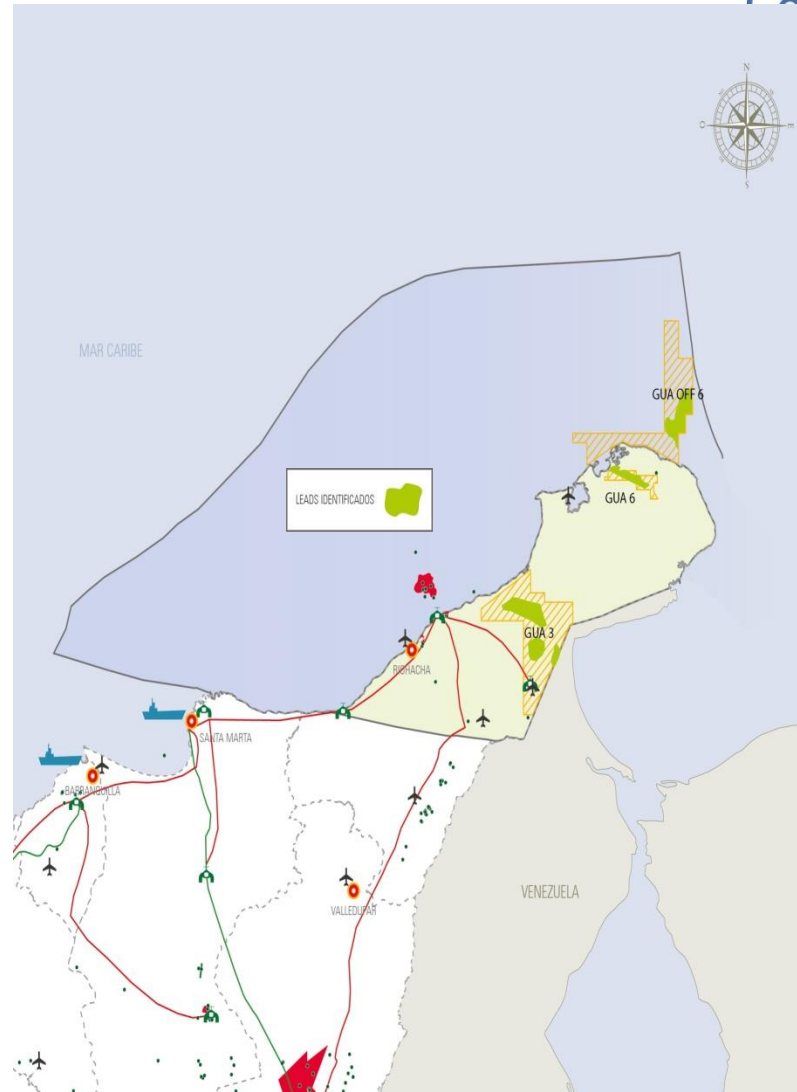 N
O
E
S
MAR CARIBE
GUA OFF 6
LEADS IDENTIFICADOS
GUA 6
GUA 3
RIOHACHA
SANTA MARTA
BARRANQUILLA
VALLEDUPAR
VENEZUELA